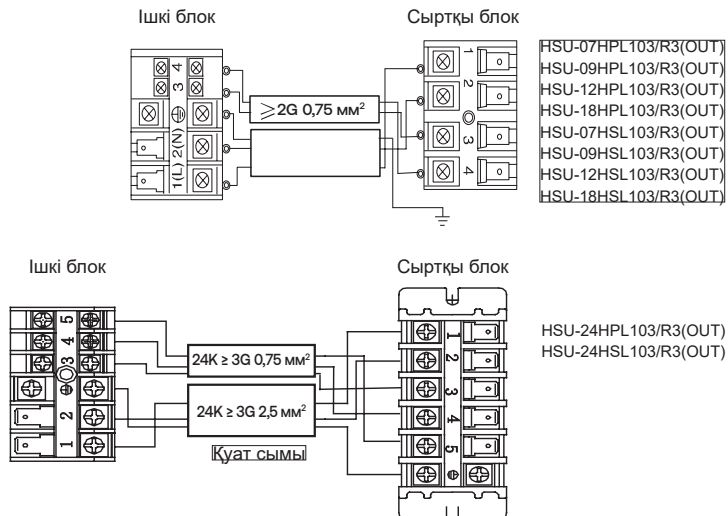 Ішкі блок
Сыртқы блок
4
3
2(N)
1(L)
≥2G 0,75 мм²
1
2
3
4
HSU-07HPL103/R3(OUT)
HSU-09HPL103/R3(OUT)
HSU-12HPL103/R3(OUT)
HSU-18HPL103/R3(OUT)
HSU-07HSL103/R3(OUT)
HSU-09HSL103/R3(OUT)
HSU-12HSL103/R3(OUT)
HSU-18HSL103/R3(OUT)
Ішкі блок
Сыртқы блок
5
4
3
2
1
24K ≥ 3G 0,75 мм²
24K ≥ 3G 2,5 мм²
Қуат сымы
1
2
3
4
5
HSU-24HPL103/R3(OUT)
HSU-24HSL103/R3(OUT)